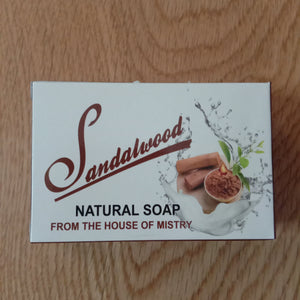 Sandalwood
NATURAL SOAP
FROM THE HOUSE OF MISTRY